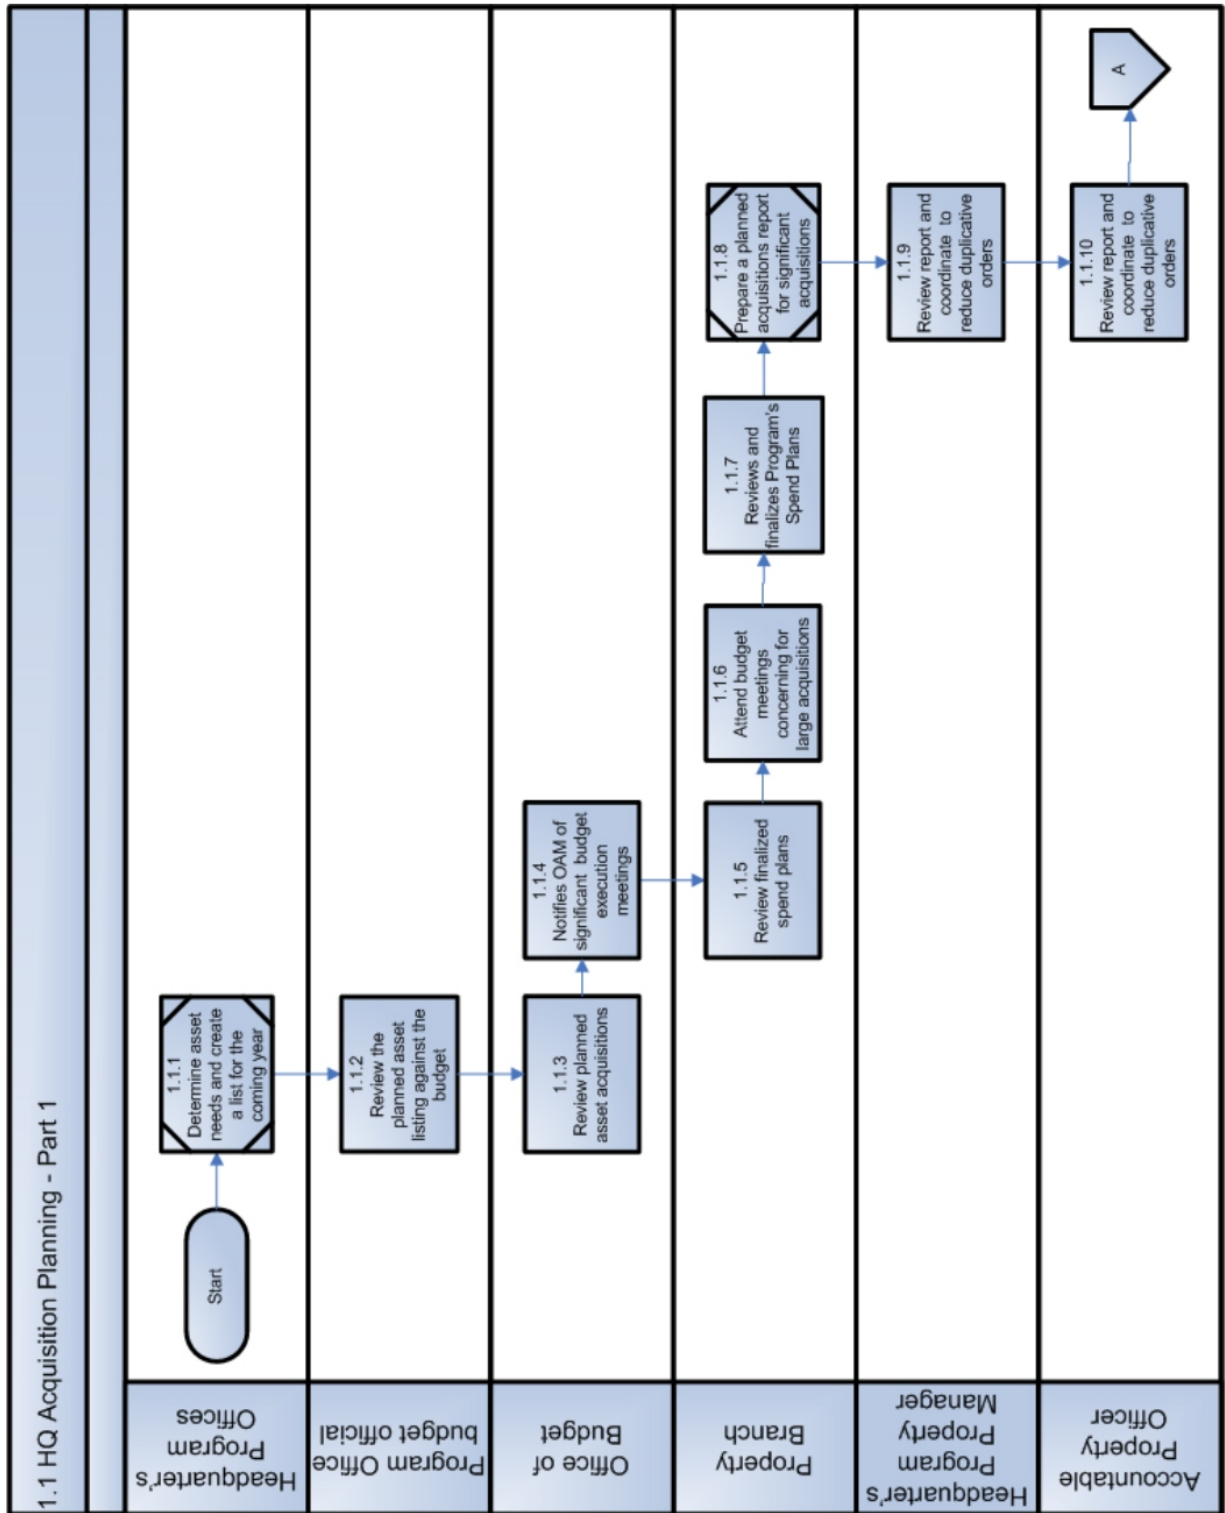 1.1 HQ Acquisition Planning - Part 1
Headquarter's
Program
Offices
Start
1.1.1
Determine asset
needs and create
a list for the
coming year
Program Office
budget official
1.1.2
Review the
planned asset
listing against the
budget
Office of
Budget
1.1.3
Review planned
asset acquisitions
1.1.4
Notifies OAM of
significant budget
execution
meetings
Property
Branch
1.1.5
Review finalized
spend plans
1.1.6
Attend budget
meetings
concerning for
large acquisitions
1.1.7
Reviews and
finalizes Program's
Spend Plans
1.1.8
Prepare a planned
acquisitions report
for significant
acquisitions
Headquarter's
Program
Property
Manager
1.1.9
Review report and
coordinate to
reduce duplicative
orders
Accountable
Property
Officer
1.1.10
Review report and
coordinate to
reduce duplicative
orders
A